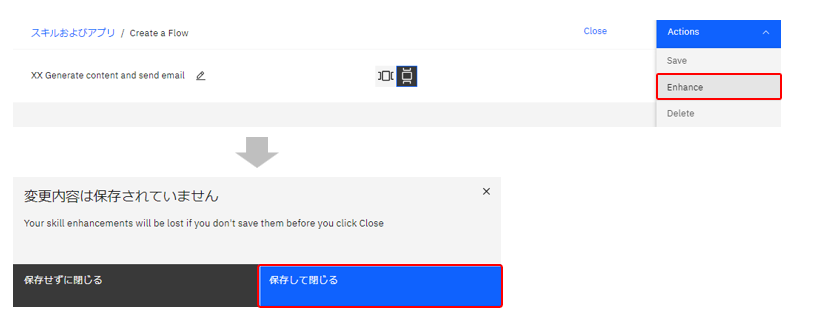 スキルおよびアプリ / Create a Flow
Close
Actions
Save
XX Generate content and send email
Enhance
Delete
変更内容は保存されていません
Your skill enhancements will be lost if you don't save them before you click Close
保存せずに閉じる
保存して閉じる